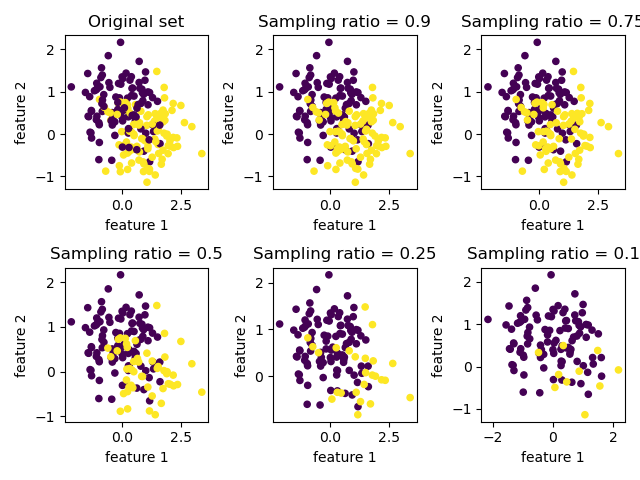 Original set
Sampling ratio = 0.9
Sampling ratio = 0.75
feature 2
2
1
0
−1
0.0
2.5
feature 1
feature 2
2
1
0
−1
0.0
2.5
feature 1
feature 2
2
1
0
−1
0.0
2.5
feature 1
Sampling ratio = 0.5
Sampling ratio = 0.25
Sampling ratio = 0.1
feature 2
2
1
0
−1
0.0
2.5
feature 1
feature 2
2
1
0
0.0
2.5
feature 1
feature 2
2
1
0
−1
−2
0
2
feature 1